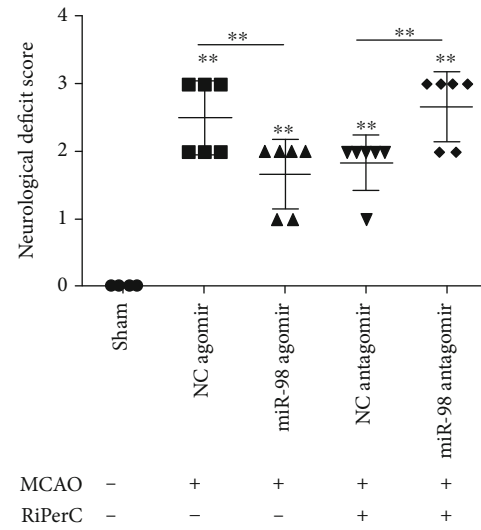 Neurological deficit score
4
3
2
1
0
**
**
**
**
**
**
Sham
NC agomir
miR-98 agomir
NC antagomir
miR-98 antagomir
MCAO – + + + +
RiPerC – – – + +